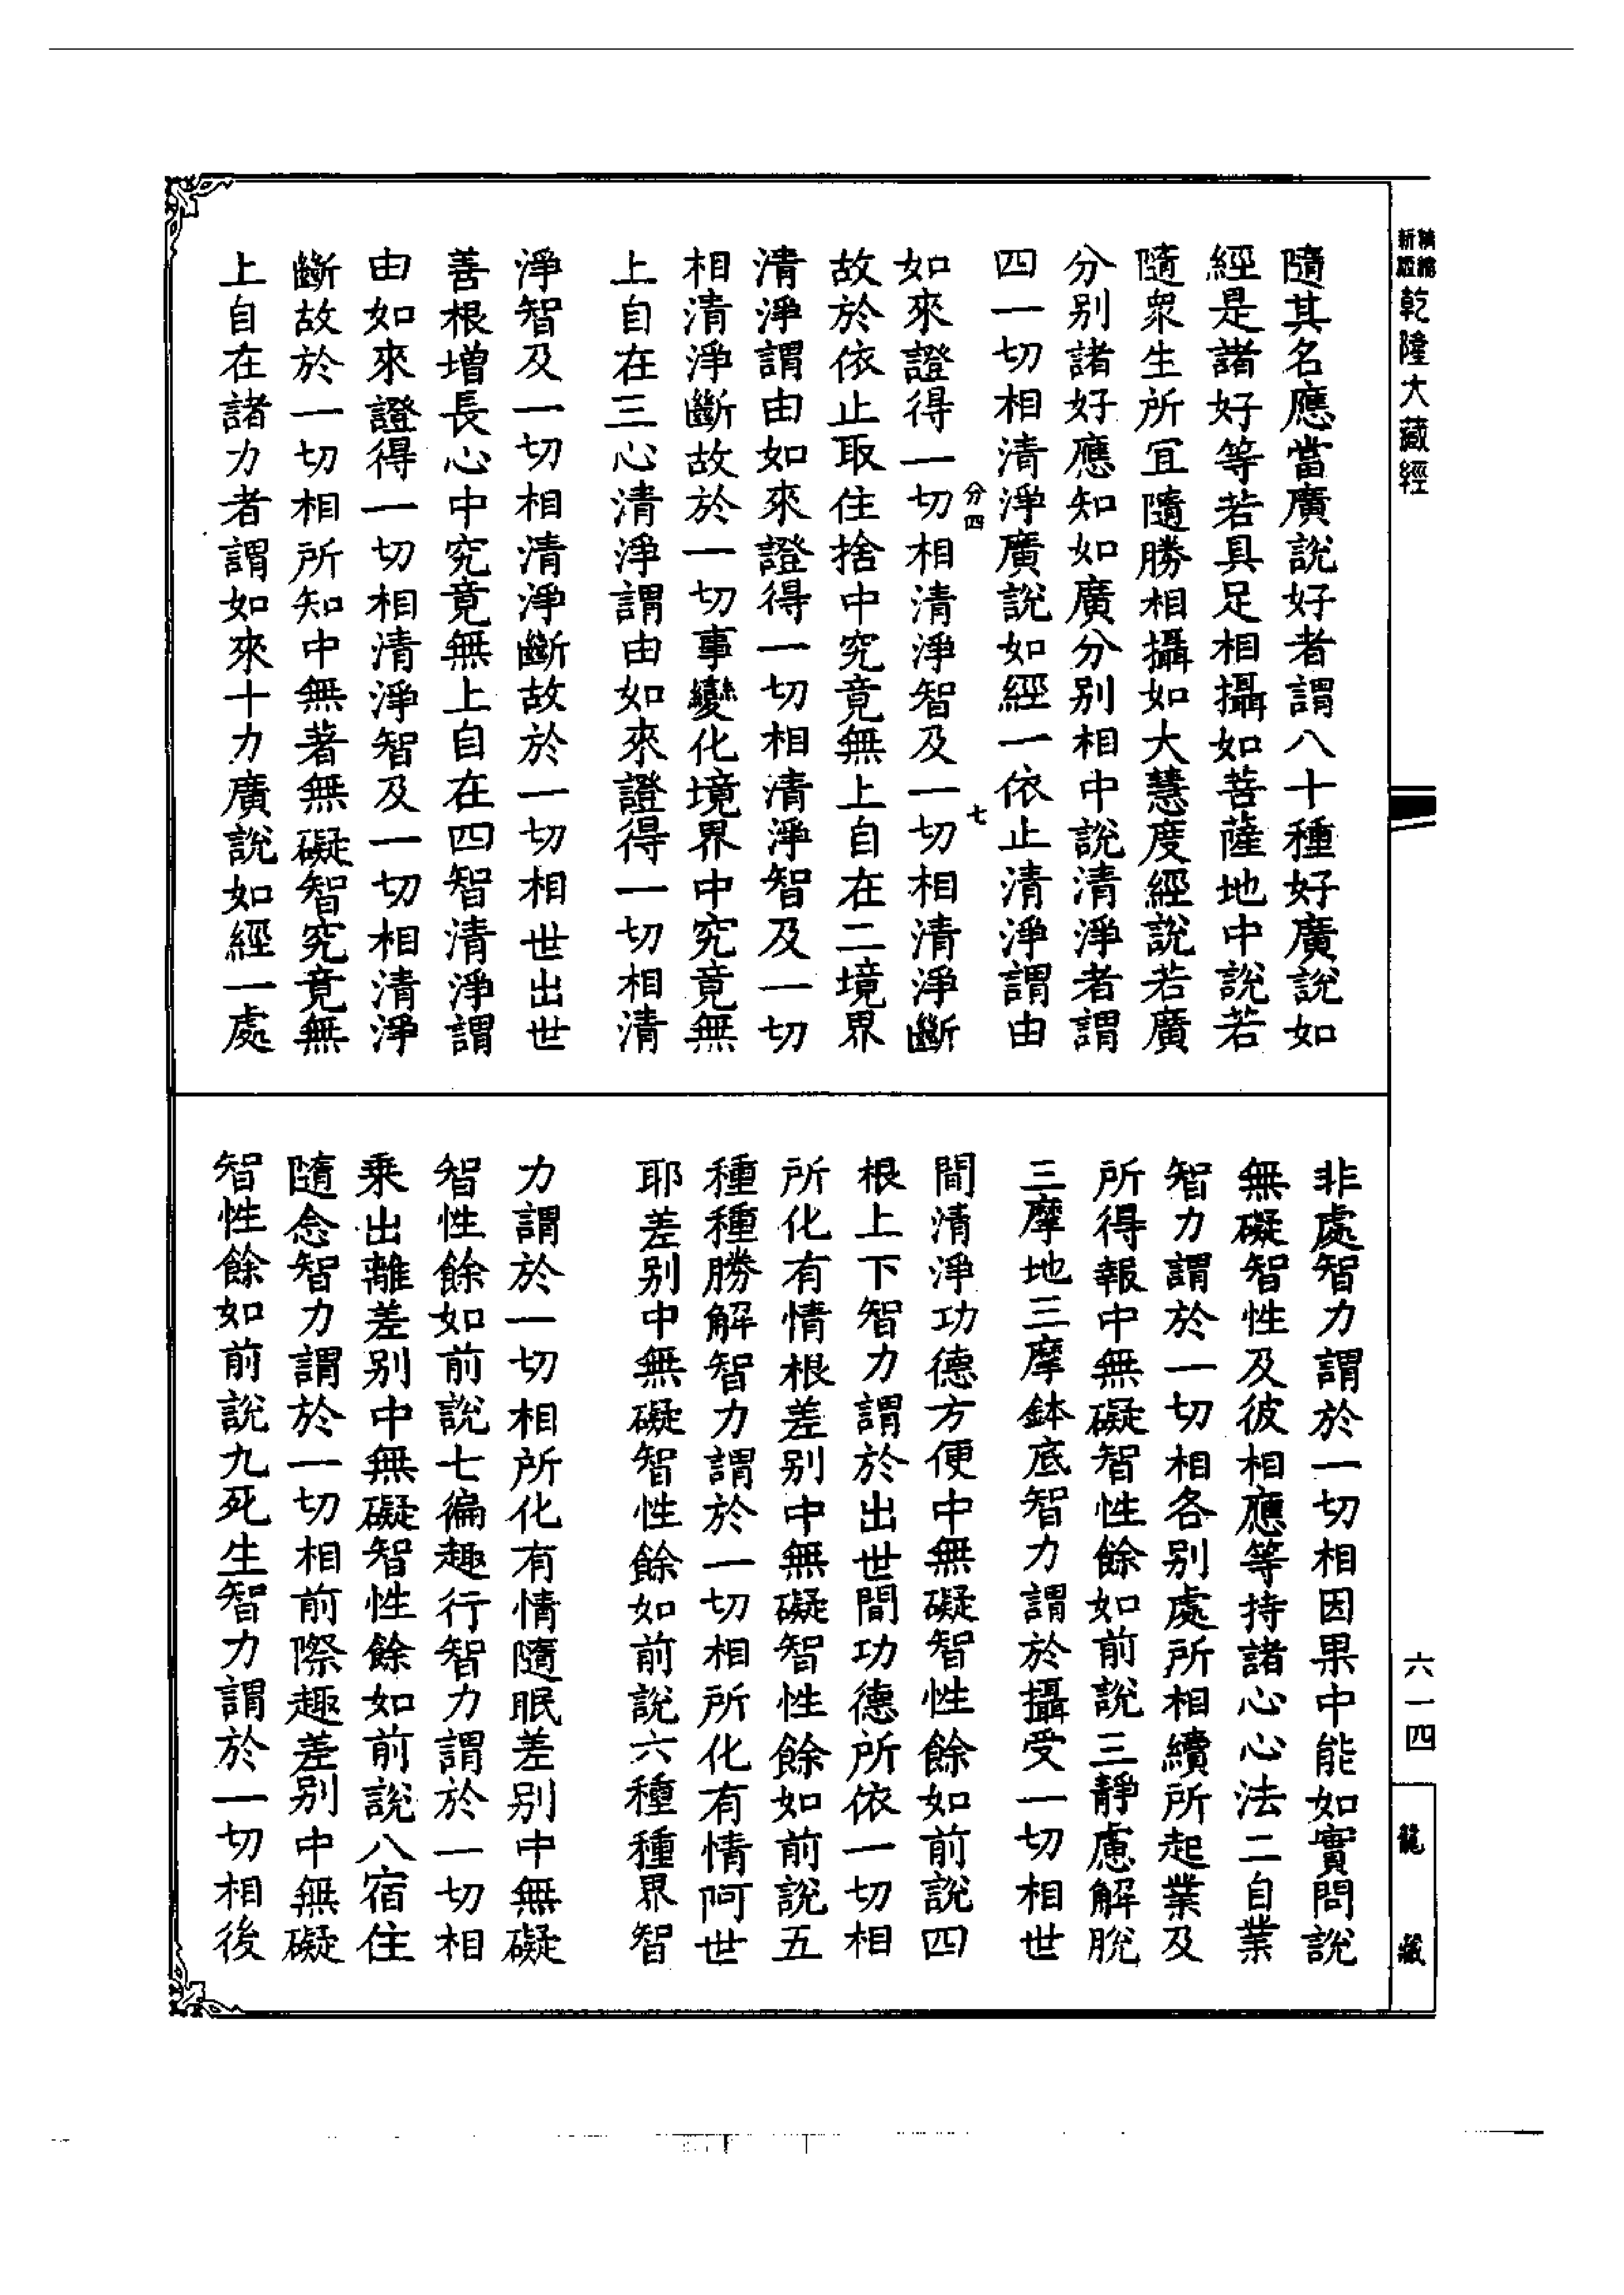 精縮新版乾隆大藏經
隨其名應當廣說好者謂八十種好廣說如
經是諸好等若具足相攝如菩薩地中說若
隨衆生所宜隨勝相攝如大慧度經說若廣
分別諸好應知如廣分別相中說清淨者謂
四一切相清淨廣說如經一依止清淨謂由
分四 七
如來證得一切相清淨智及一切相清淨斷
故於依止取住捨中究竟無上自在二境界
清淨謂由如來證得一切相清淨智及一切
相清淨斷故於一切事變化境界中究竟無
上自在三心清淨謂由如來證得一切相清
淨智及一切相清淨斷故於一切相世出世
善根增長心中究竟無上自在四智清淨謂
由如來證得一切相清淨智及一切相清淨
斷故於一切相所知中無著無礙智究竟無
上自在諸力者謂如來十力廣說如經一處
非處智力謂於一切相因果中能如實問說
無礙智性及彼相應等持諸心心法二自業
智力謂於一切相各別處所相續所起業及
所得報中無礙智性餘如前說三靜慮解脫
三摩地三摩鉢底智力謂於攝受一切相世
間清淨功德方便中無礙智性餘如前說四
根上下智力謂於出世間功德所依一切相
所化有情根差別中無礙智性餘如前說五
種種勝解智力謂於一切相所化有情阿世
耶差別中無礙智性餘如前說六種種界智
力謂於一切相所化有情隨眠差別中無礙
智性餘如前說七徧趣行智力謂於一切相
乘出離差別中無礙智性餘如前說八宿住
隨念智力謂於一切相前際趣差別中無礙
智性餘如前說九死生智力謂於一切相後
六一四
龍藏